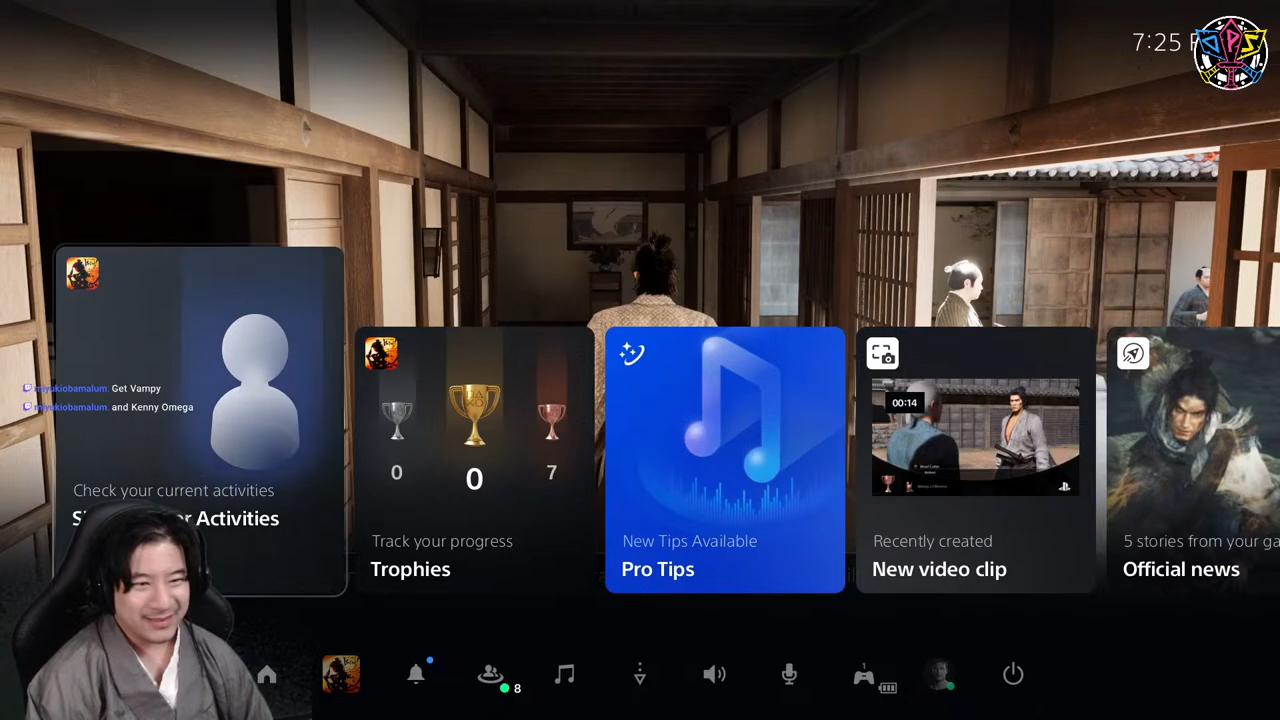 7:25 P
DPS
Get Vampy
and Kenny Omega
Check your current activities
Activities
0
0
7
Track your progress
Trophies
New Tips Available
Pro Tips
00:14
Recently created
New video clip
5 stories from your ga
Official news
8
1